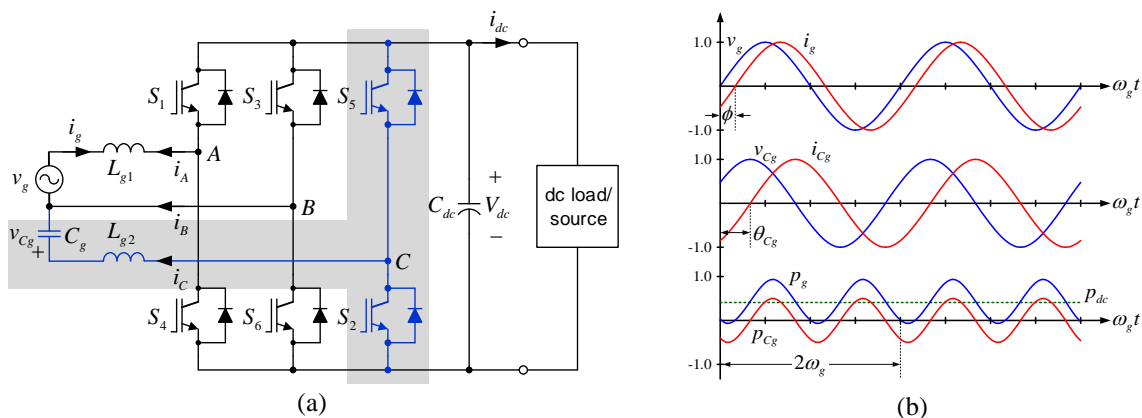 i_dc
S_1
S_3
S_5
i_g
A
L_g1
i_A
v_g
B
i_B
C_dc
+
V_dc
−
dc load/
source
v_Cg
+
C_g
L_g2
C
i_C
S_4
S_6
S_2
(a)
1.0
v_g
i_g
ω_g t
ϕ
-1.0
1.0
v_Cg
i_Cg
ω_g t
-1.0
θ_Cg
1.0
p_g
p_dc
ω_g t
p_Cg
-1.0
2ω_g
(b)